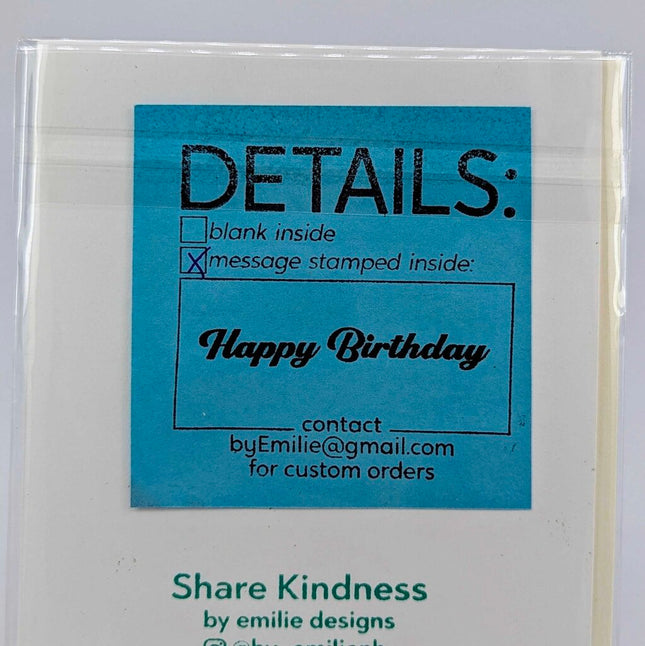 DETAILS:
blank inside
X message stamped inside:
Happy Birthday
contact
byEmilie@gmail.com
for custom orders
Share Kindness
by emilie designs